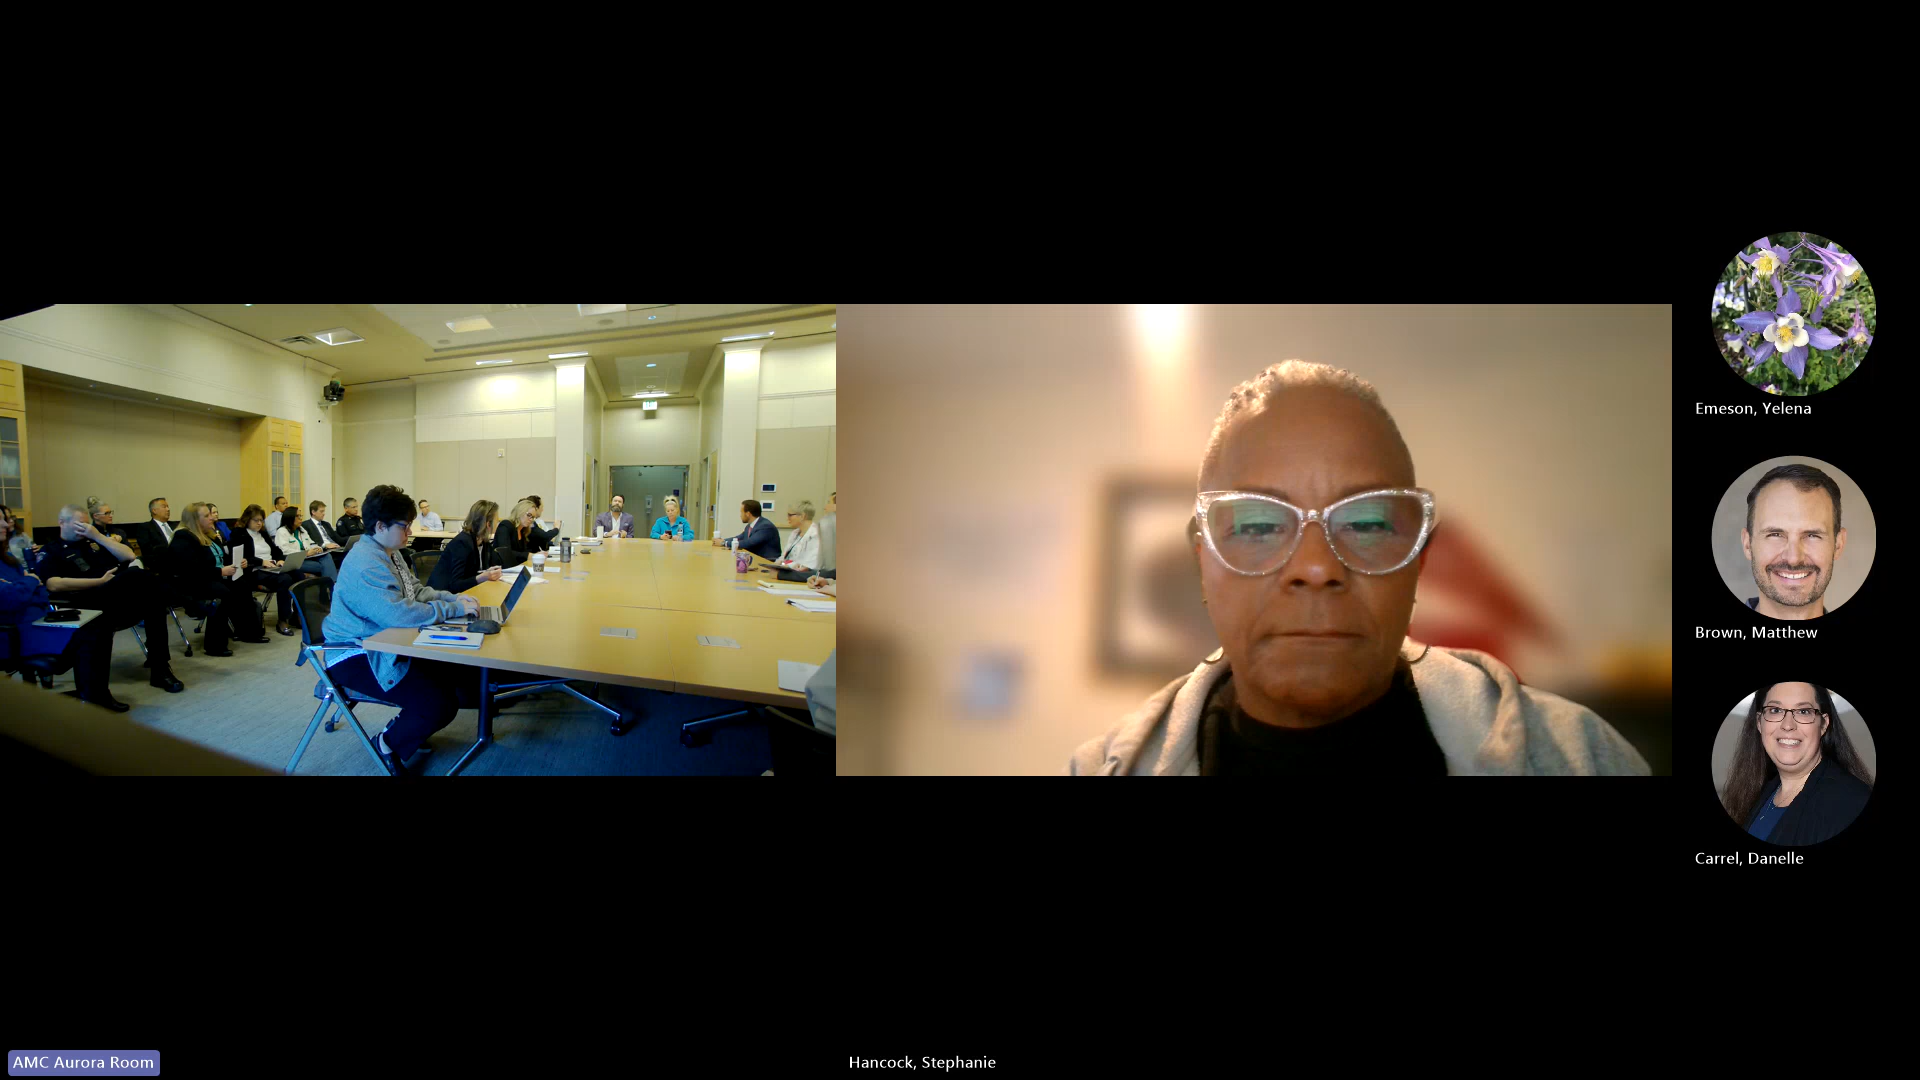 Emeson, Yelena
Brown, Matthew
Carrel, Danelle
AMC Aurora Room
Hancock, Stephanie